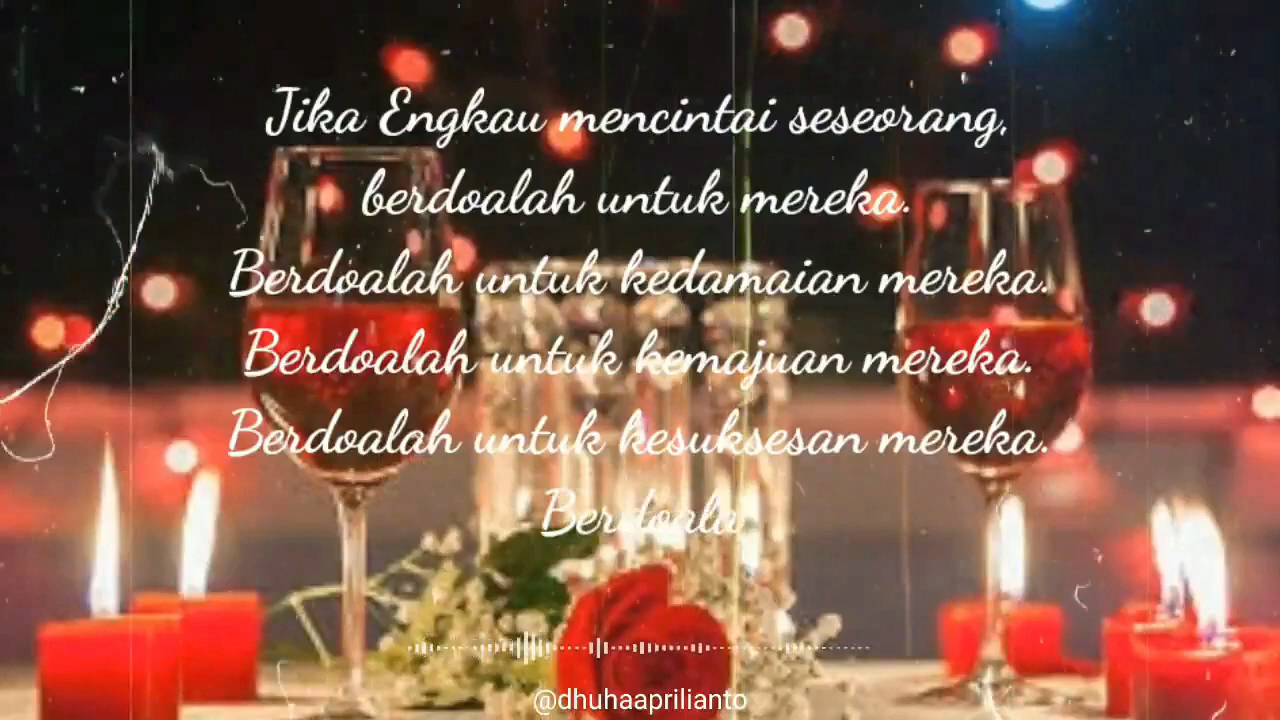 Jika Engkau mencintai seseorang,
berdoalah untuk mereka.
Berdoalah untuk kedamaian mereka.
Berdoalah untuk kemajuan mereka.
Berdoalah untuk kesuksesan mereka.
Berdoala
@dhuhaaprilianto